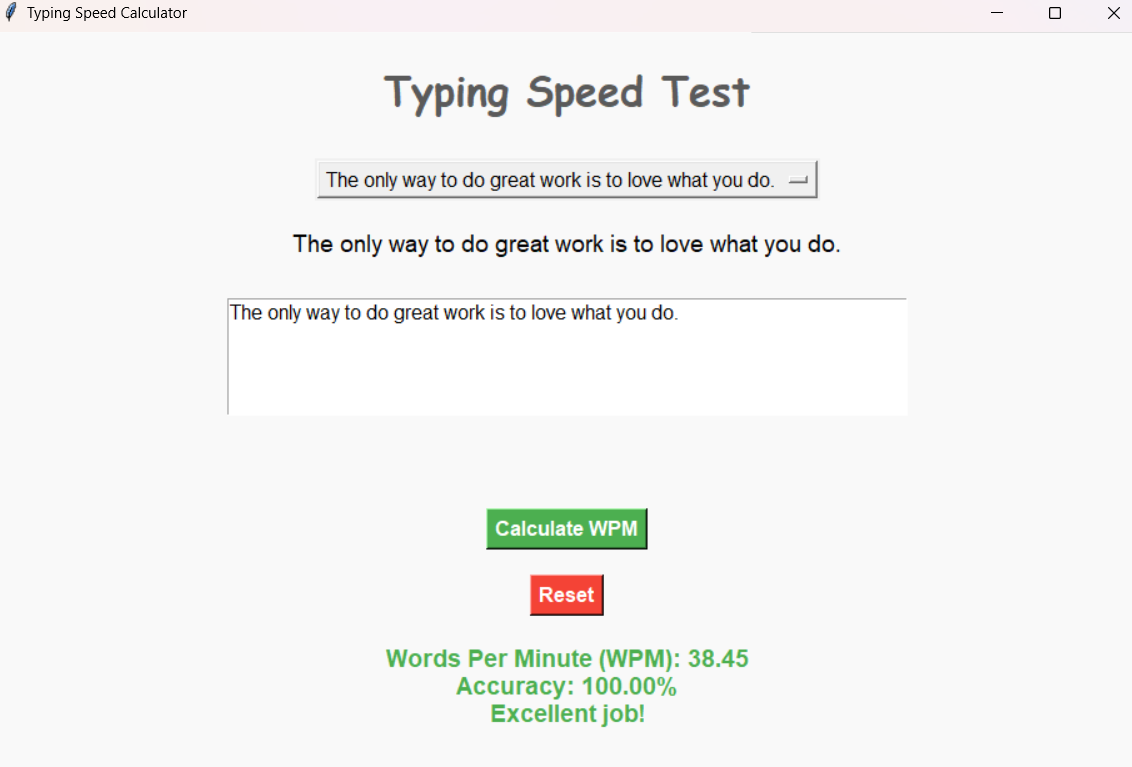 Typing Speed Calculator
Typing Speed Test
The only way to do great work is to love what you do.
The only way to do great work is to love what you do.
The only way to do great work is to love what you do.
Calculate WPM
Reset
Words Per Minute (WPM): 38.45
Accuracy: 100.00%
Excellent job!